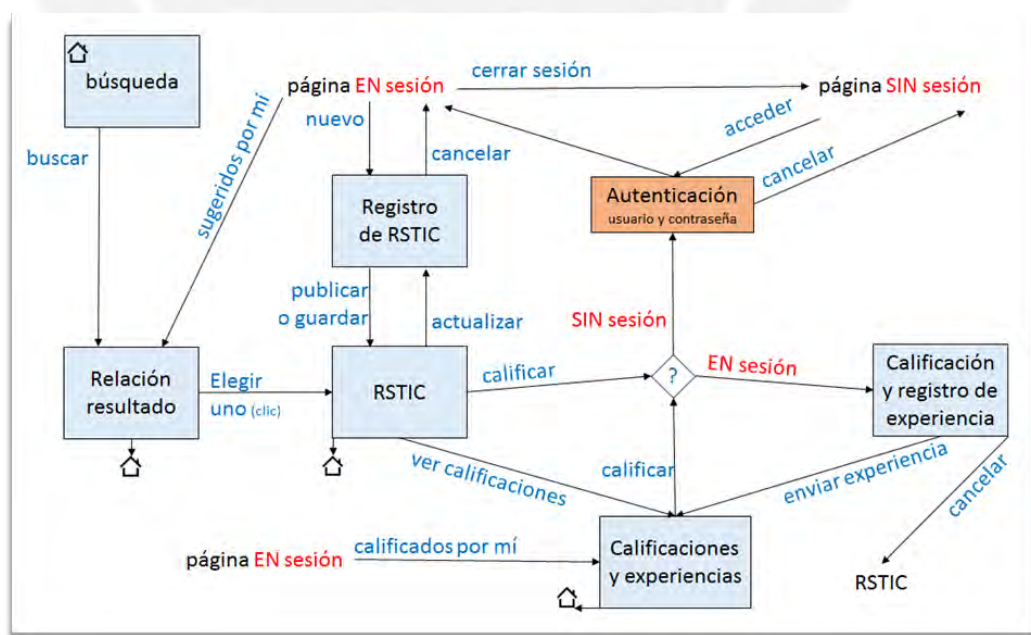 búsqueda
página EN sesión
cerrar sesión
página SIN sesión
buscar
sugeridos por mí
nuevo
cancelar
acceder
cancelar
Autenticación
usuario y contraseña
Registro
de RSTIC
publicar
o guardar
actualizar
SIN sesión
Relación
resultado
Elegir
uno (clic)
RSTIC
calificar
?
EN sesión
Calificación
y registro de
experiencia
ver calificaciones
calificar
enviar experiencia
cancelar
página EN sesión
calificados por mí
Calificaciones
y experiencias
RSTIC